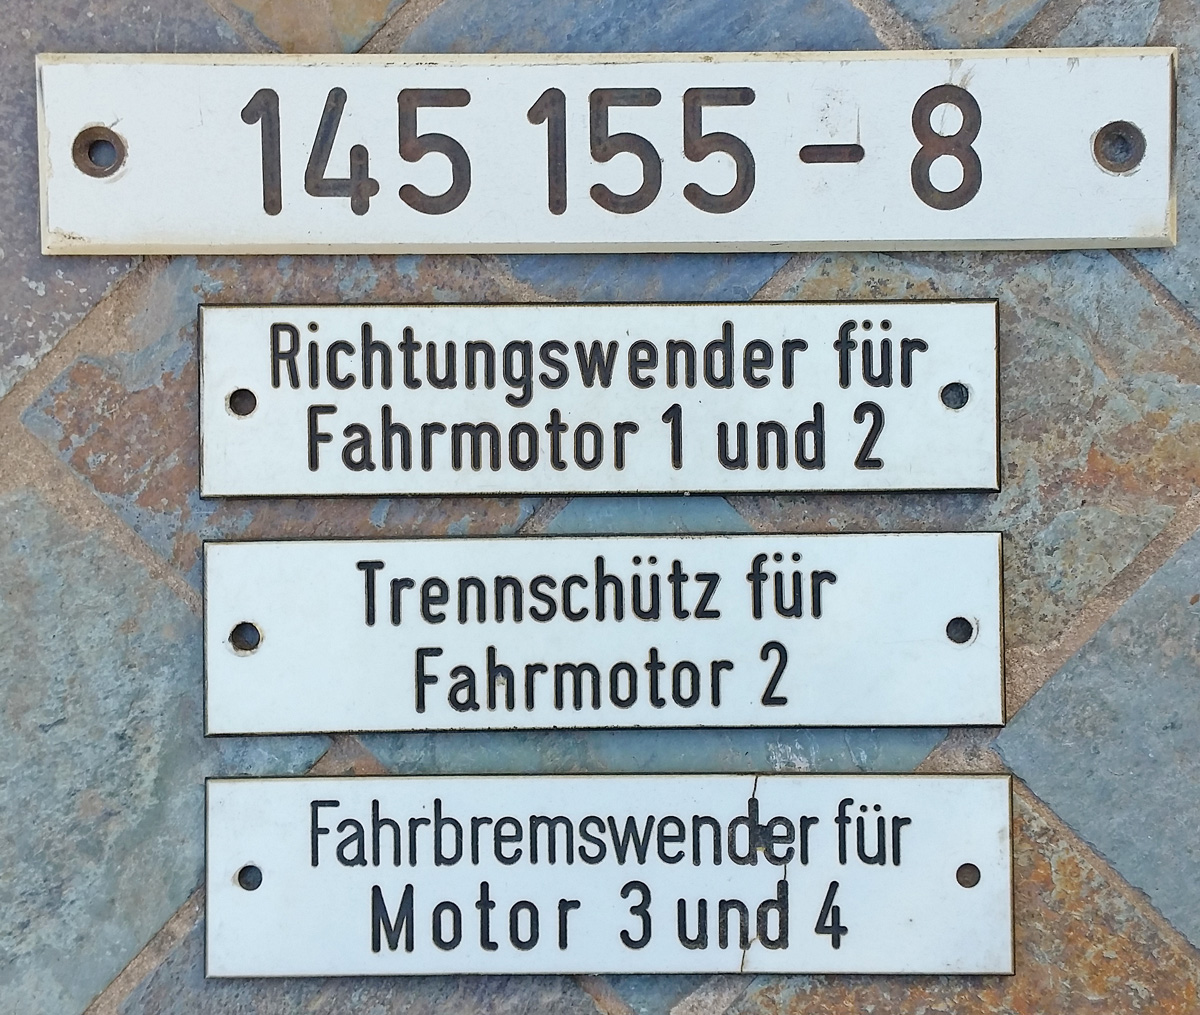 145 155 - 8
Richtungswender für
Fahrmotor 1 und 2
Trennschütz für
Fahrmotor 2
Fahrbremswender für
Motor 3 und 4